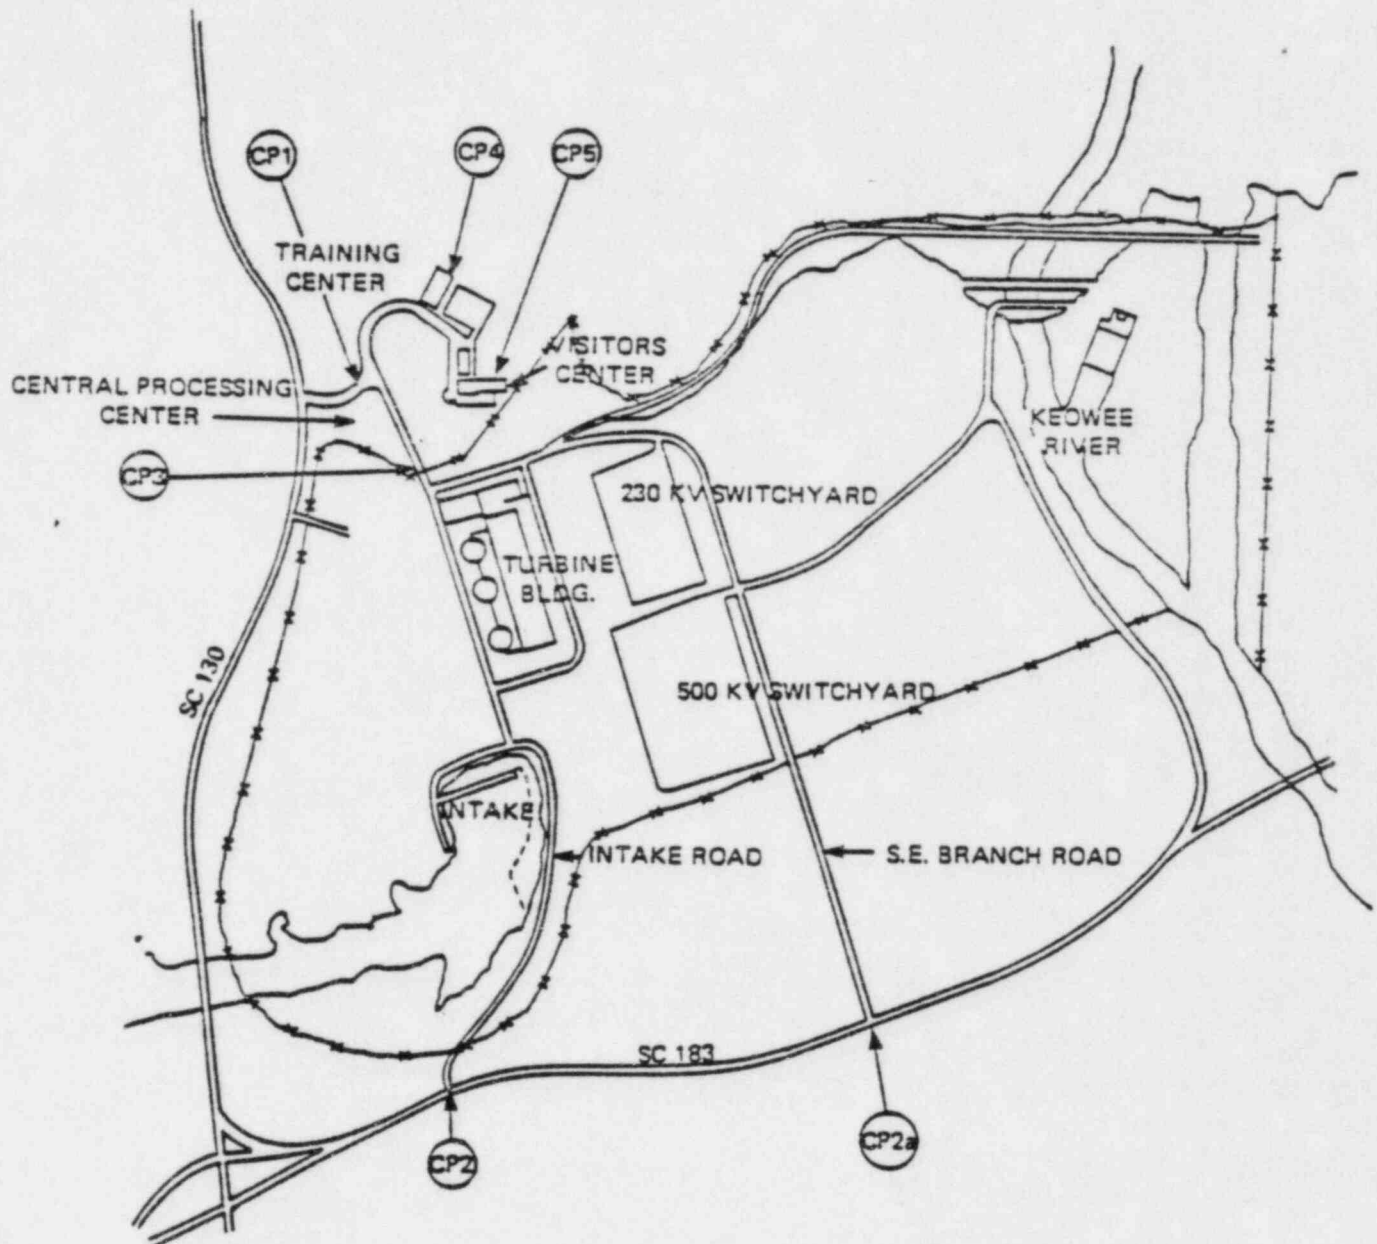 CP1
CP4
CP5
TRAINING
CENTER
VISITORS
CENTER
CENTRAL PROCESSING
CENTER
KEOWEE
RIVER
CP3
230 KV SWITCHYARD
TURBINE
BLDG.
SC 130
500 KV SWITCHYARD
INTAKE
INTAKE ROAD
S.E. BRANCH ROAD
SC 183
CP2
CP2a